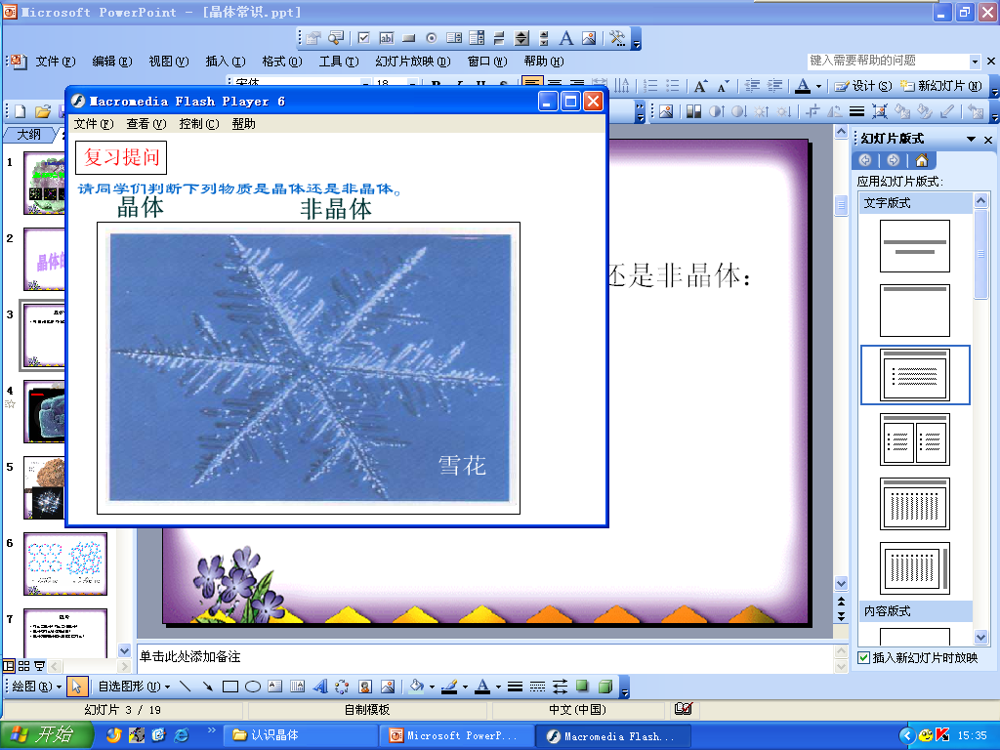 Microsoft PowerPoint - [晶体常识.ppt]
文件(F) 编辑(E) 视图(V) 插入(I) 格式(O) 工具(T) 幻灯片放映(D) 窗口(W) 帮助(H)
键入需要帮助的问题
宋体 18
设计(S) 新幻灯片(N)
大纲
Macromedia Flash Player 6
文件(F) 查看(V) 控制(C) 帮助
复习提问
请同学们判断下列物质是晶体还是非晶体。
晶体 非晶体
雪花
还是非晶体：
1
2
3
4
5
6
7
幻灯片版式
应用幻灯片版式:
文字版式
内容版式
插入新幻灯片时放映
单击此处添加备注
绘图(R) 自选图形(U)
幻灯片 3 / 19 自制模板 中文(中国)
开始 认识晶体 Microsoft PowerP... Macromedia Flash... 15:35